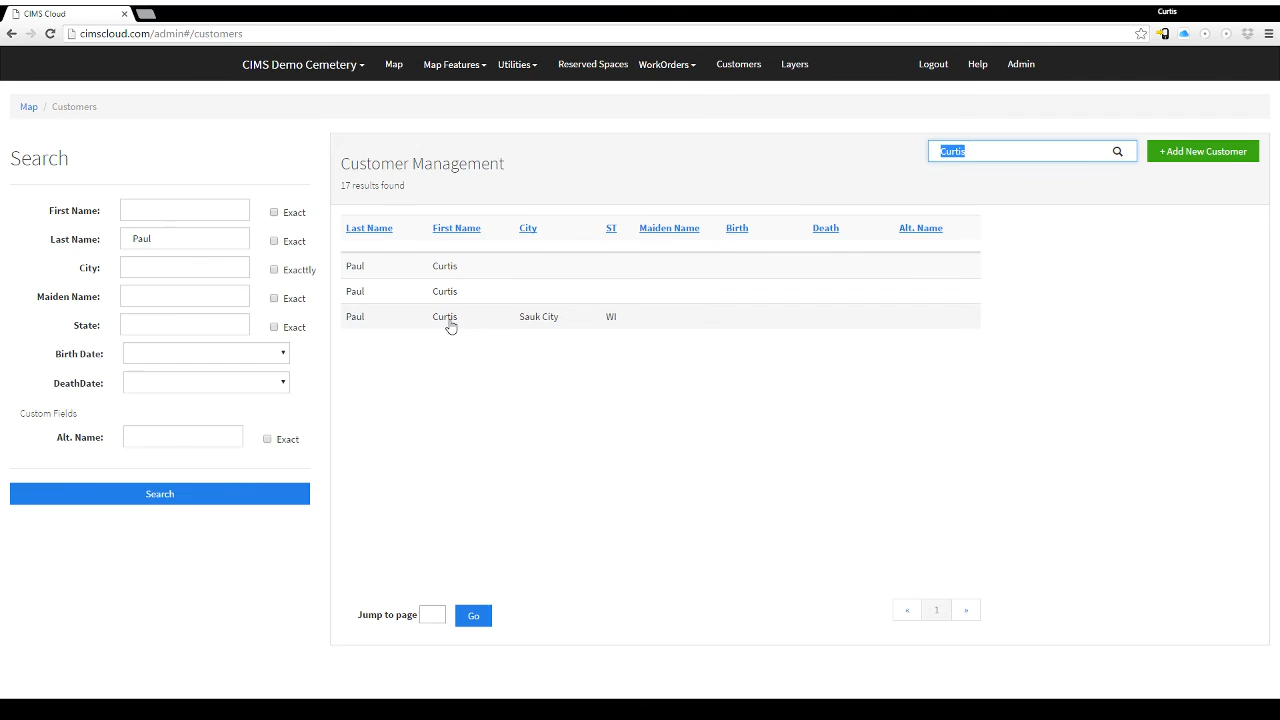 CIMS Cloud
Curtis
cimscloud.com/admin#/customers
CIMS Demo Cemetery Map Map Features Utilities Reserved Spaces WorkOrders Customers Layers Logout Help Admin
Map / Customers
Search
First Name: Exact
Last Name: Paul Exact
City: Exacttly
Maiden Name: Exact
State: Exact
Birth Date:
DeathDate:
Custom Fields
Alt. Name: Exact
Search
Customer Management
17 results found
Curtis
+ Add New Customer
Last Name First Name City ST Maiden Name Birth Death Alt. Name
Paul Curtis
Paul Curtis
Paul Curtis Sauk City WI
Jump to page Go
« 1 »